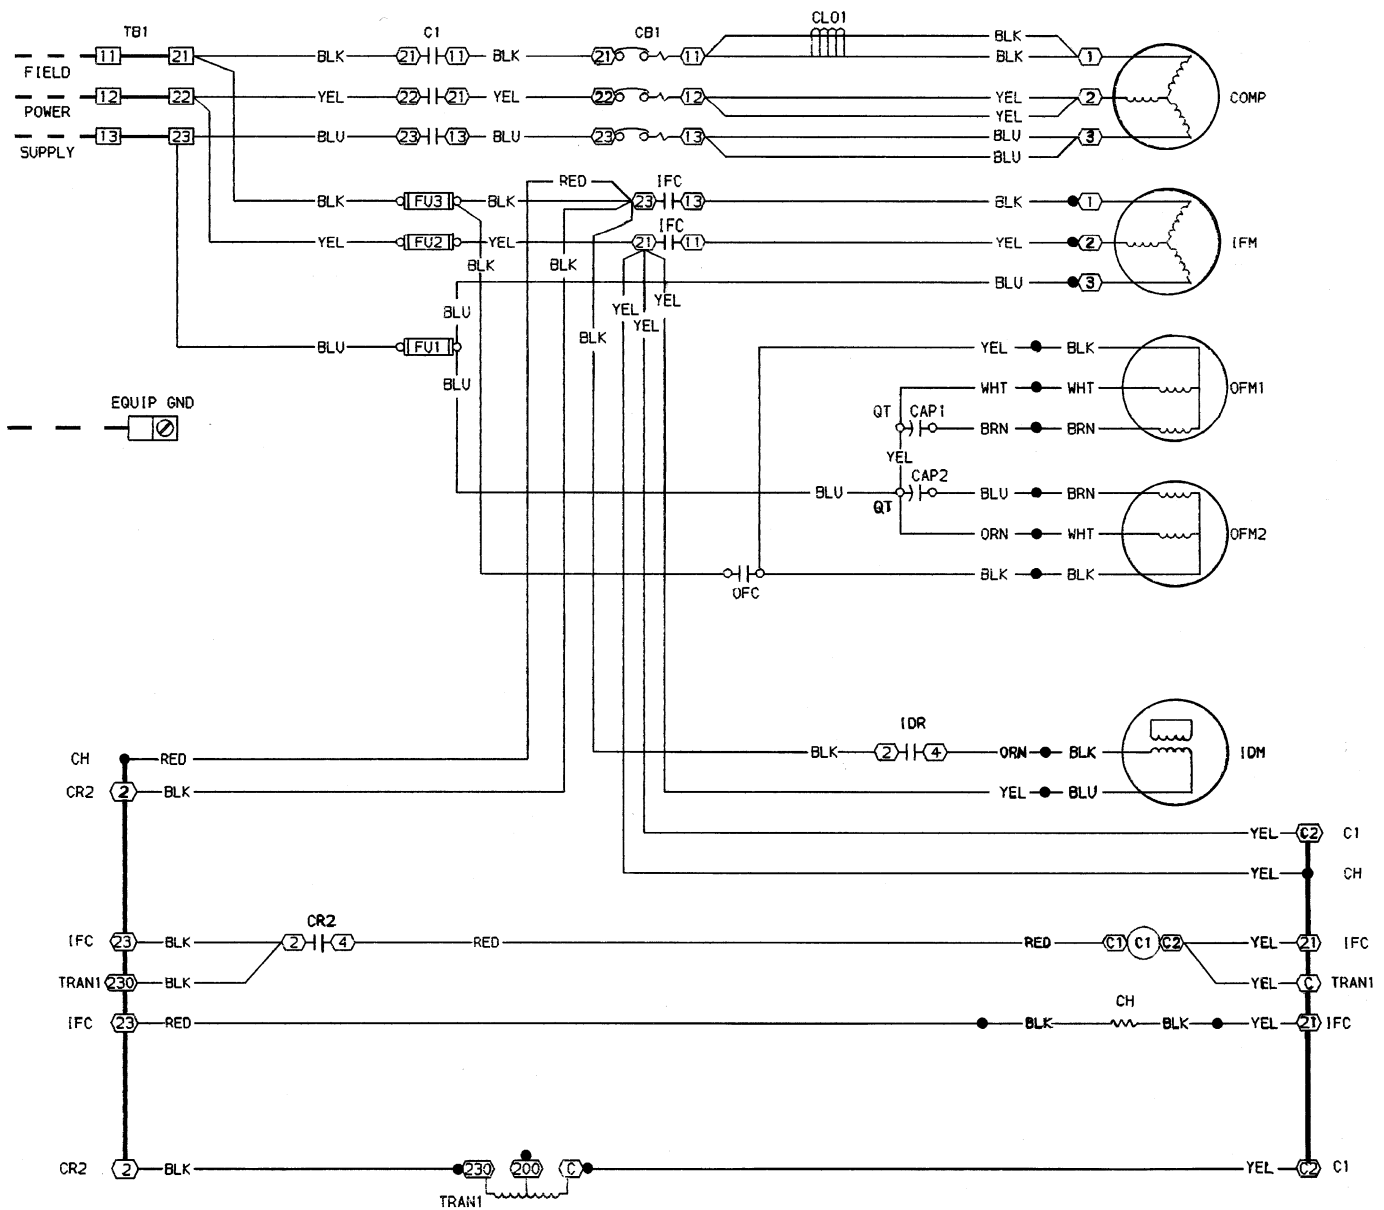 TB1 C1 CB1 CLO1
11 21 BLK 21 11 BLK 21 11 BLK
BLK 1
FIELD
12 22 YEL 22 21 YEL 22 12 YEL 2 COMP
POWER
YEL
13 23 BLU 23 13 BLU 23 13 BLU 3
SUPPLY
BLU
RED IFC
BLK FU3 BLK 23 13 BLK 1
IFC
YEL FU2 YEL 21 11 YEL 2 IFM
BLK BLK
BLU 3
YEL YEL
BLU
YEL
BLK
BLU FU1 YEL BLK
BLU
WHT WHT OFM1
EQUIP GND
QT CAP1
BRN BRN
YEL
CAP2
BLU BLU BRN
QT
ORN WHT OFM2
BLK BLK
OFC
IDR
BLK 2 4 ORN BLK IDM
CH RED
CR2 2 BLK YEL BLU
YEL C2 C1
YEL CH
CR2
IFC 23 BLK 2 4 RED RED C1 C1 C2 YEL 21 IFC
TRAN1 230 BLK YEL C TRAN1
CH
IFC 23 RED BLK BLK YEL 21 IFC
CR2 2 BLK 230 200 C YEL C2 C1
TRAN1